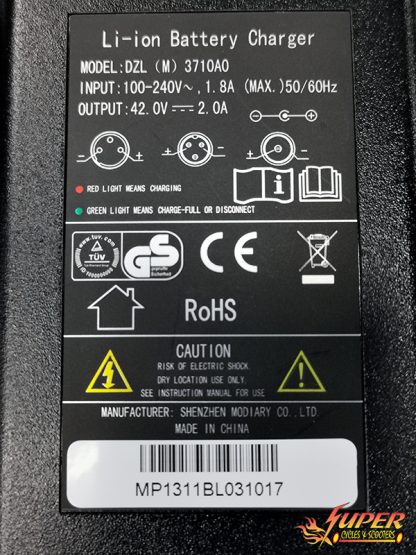 Li-ion Battery Charger
MODEL:DZL (M) 3710A0
INPUT:100-240V~,1.8A (MAX.)50/60Hz
OUTPUT:42.0V⎓2.0A
RED LIGHT MEANS CHARGING
GREEN LIGHT MEANS CHARGE-FULL OR DISCONNECT
www.tuv.com
TÜV
GS
geprüfte
Sicherheit
CE
RoHS
CAUTION
RISK OF ELECTRIC SHOCK.
DRY LOCATION USE ONLY.
SEE INSTRUCTION MANUAL FOR USE
MANUFACTURER: SHENZHEN MODIARY CO.,LTD.
MADE IN CHINA
MP1311BL031017
SUPER
CYCLES & SCOOTERS